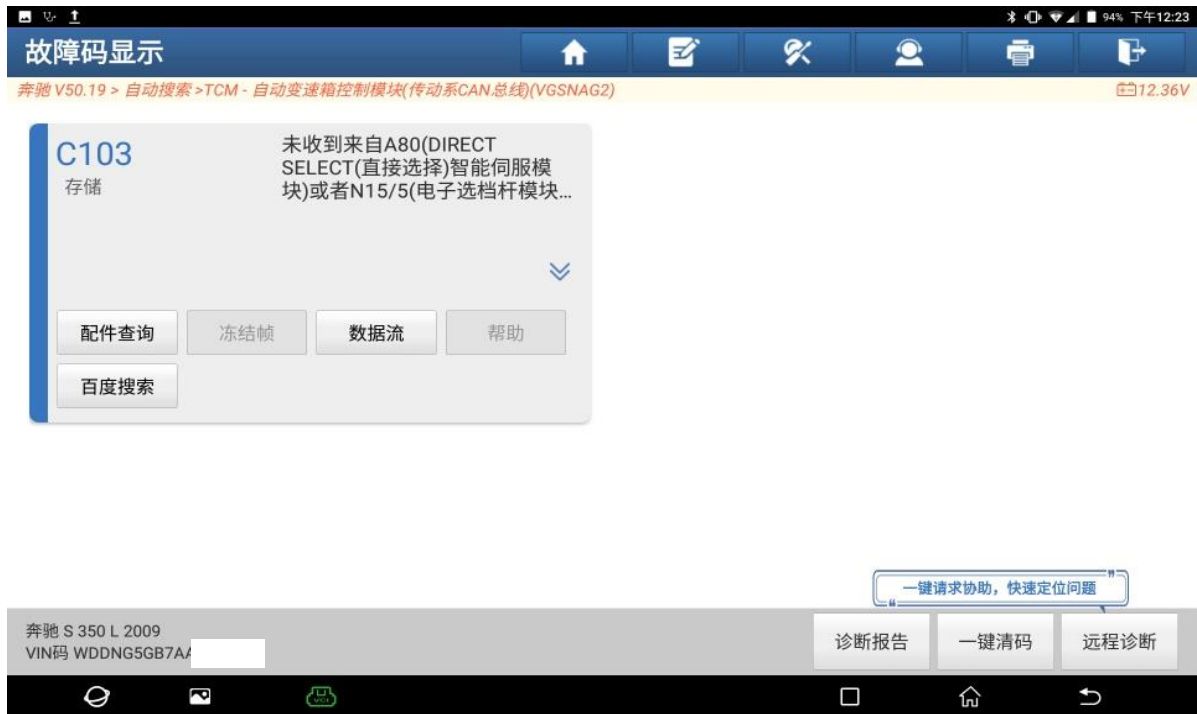 94% 下午12:23
故障码显示
奔驰 V50.19 > 自动搜索 >TCM - 自动变速箱控制模块(传动系CAN总线)(VGSNAG2)
12.36V
C103
存储
未收到来自A80(DIRECT
SELECT(直接选择)智能伺服模
块)或者N15/5(电子选档杆模块...
配件查询
冻结帧
数据流
帮助
百度搜索
一键请求协助，快速定位问题
奔驰 S 350 L 2009
VIN码 WDDNG5GB7AA
诊断报告
一键清码
远程诊断
VCI